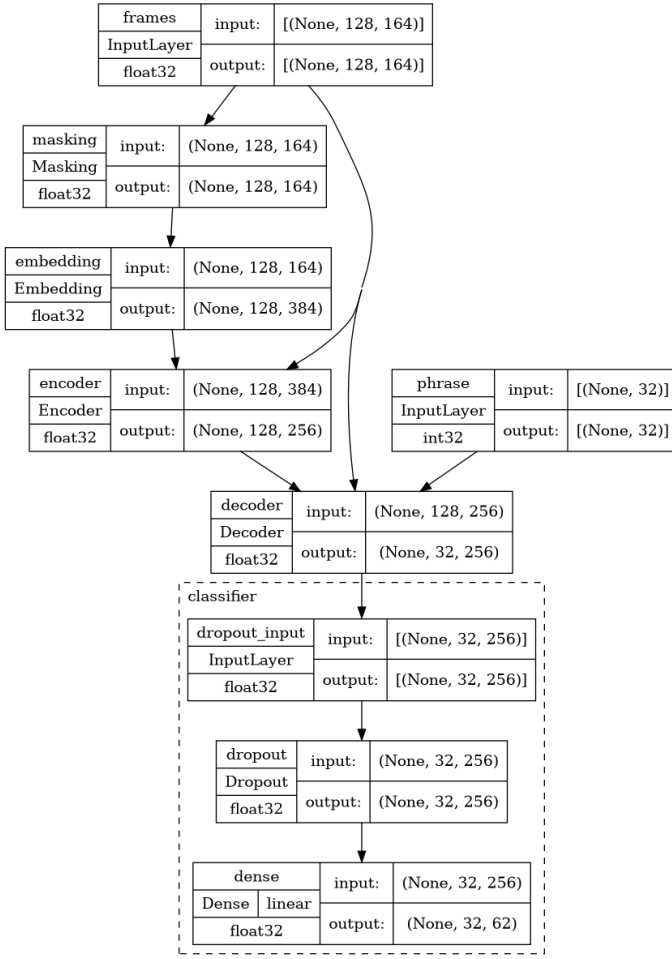 frames
InputLayer
float32
input: [(None, 128, 164)]
output: [(None, 128, 164)]
masking
Masking
float32
input: (None, 128, 164)
output: (None, 128, 164)
embedding
Embedding
float32
input: (None, 128, 164)
output: (None, 128, 384)
encoder
Encoder
float32
input: (None, 128, 384)
output: (None, 128, 256)
phrase
InputLayer
int32
input: [(None, 32)]
output: [(None, 32)]
decoder
Decoder
float32
input: (None, 128, 256)
output: (None, 32, 256)
classifier
dropout_input
InputLayer
float32
input: [(None, 32, 256)]
output: [(None, 32, 256)]
dropout
Dropout
float32
input: (None, 32, 256)
output: (None, 32, 256)
dense
Dense linear
float32
input: (None, 32, 256)
output: (None, 32, 62)